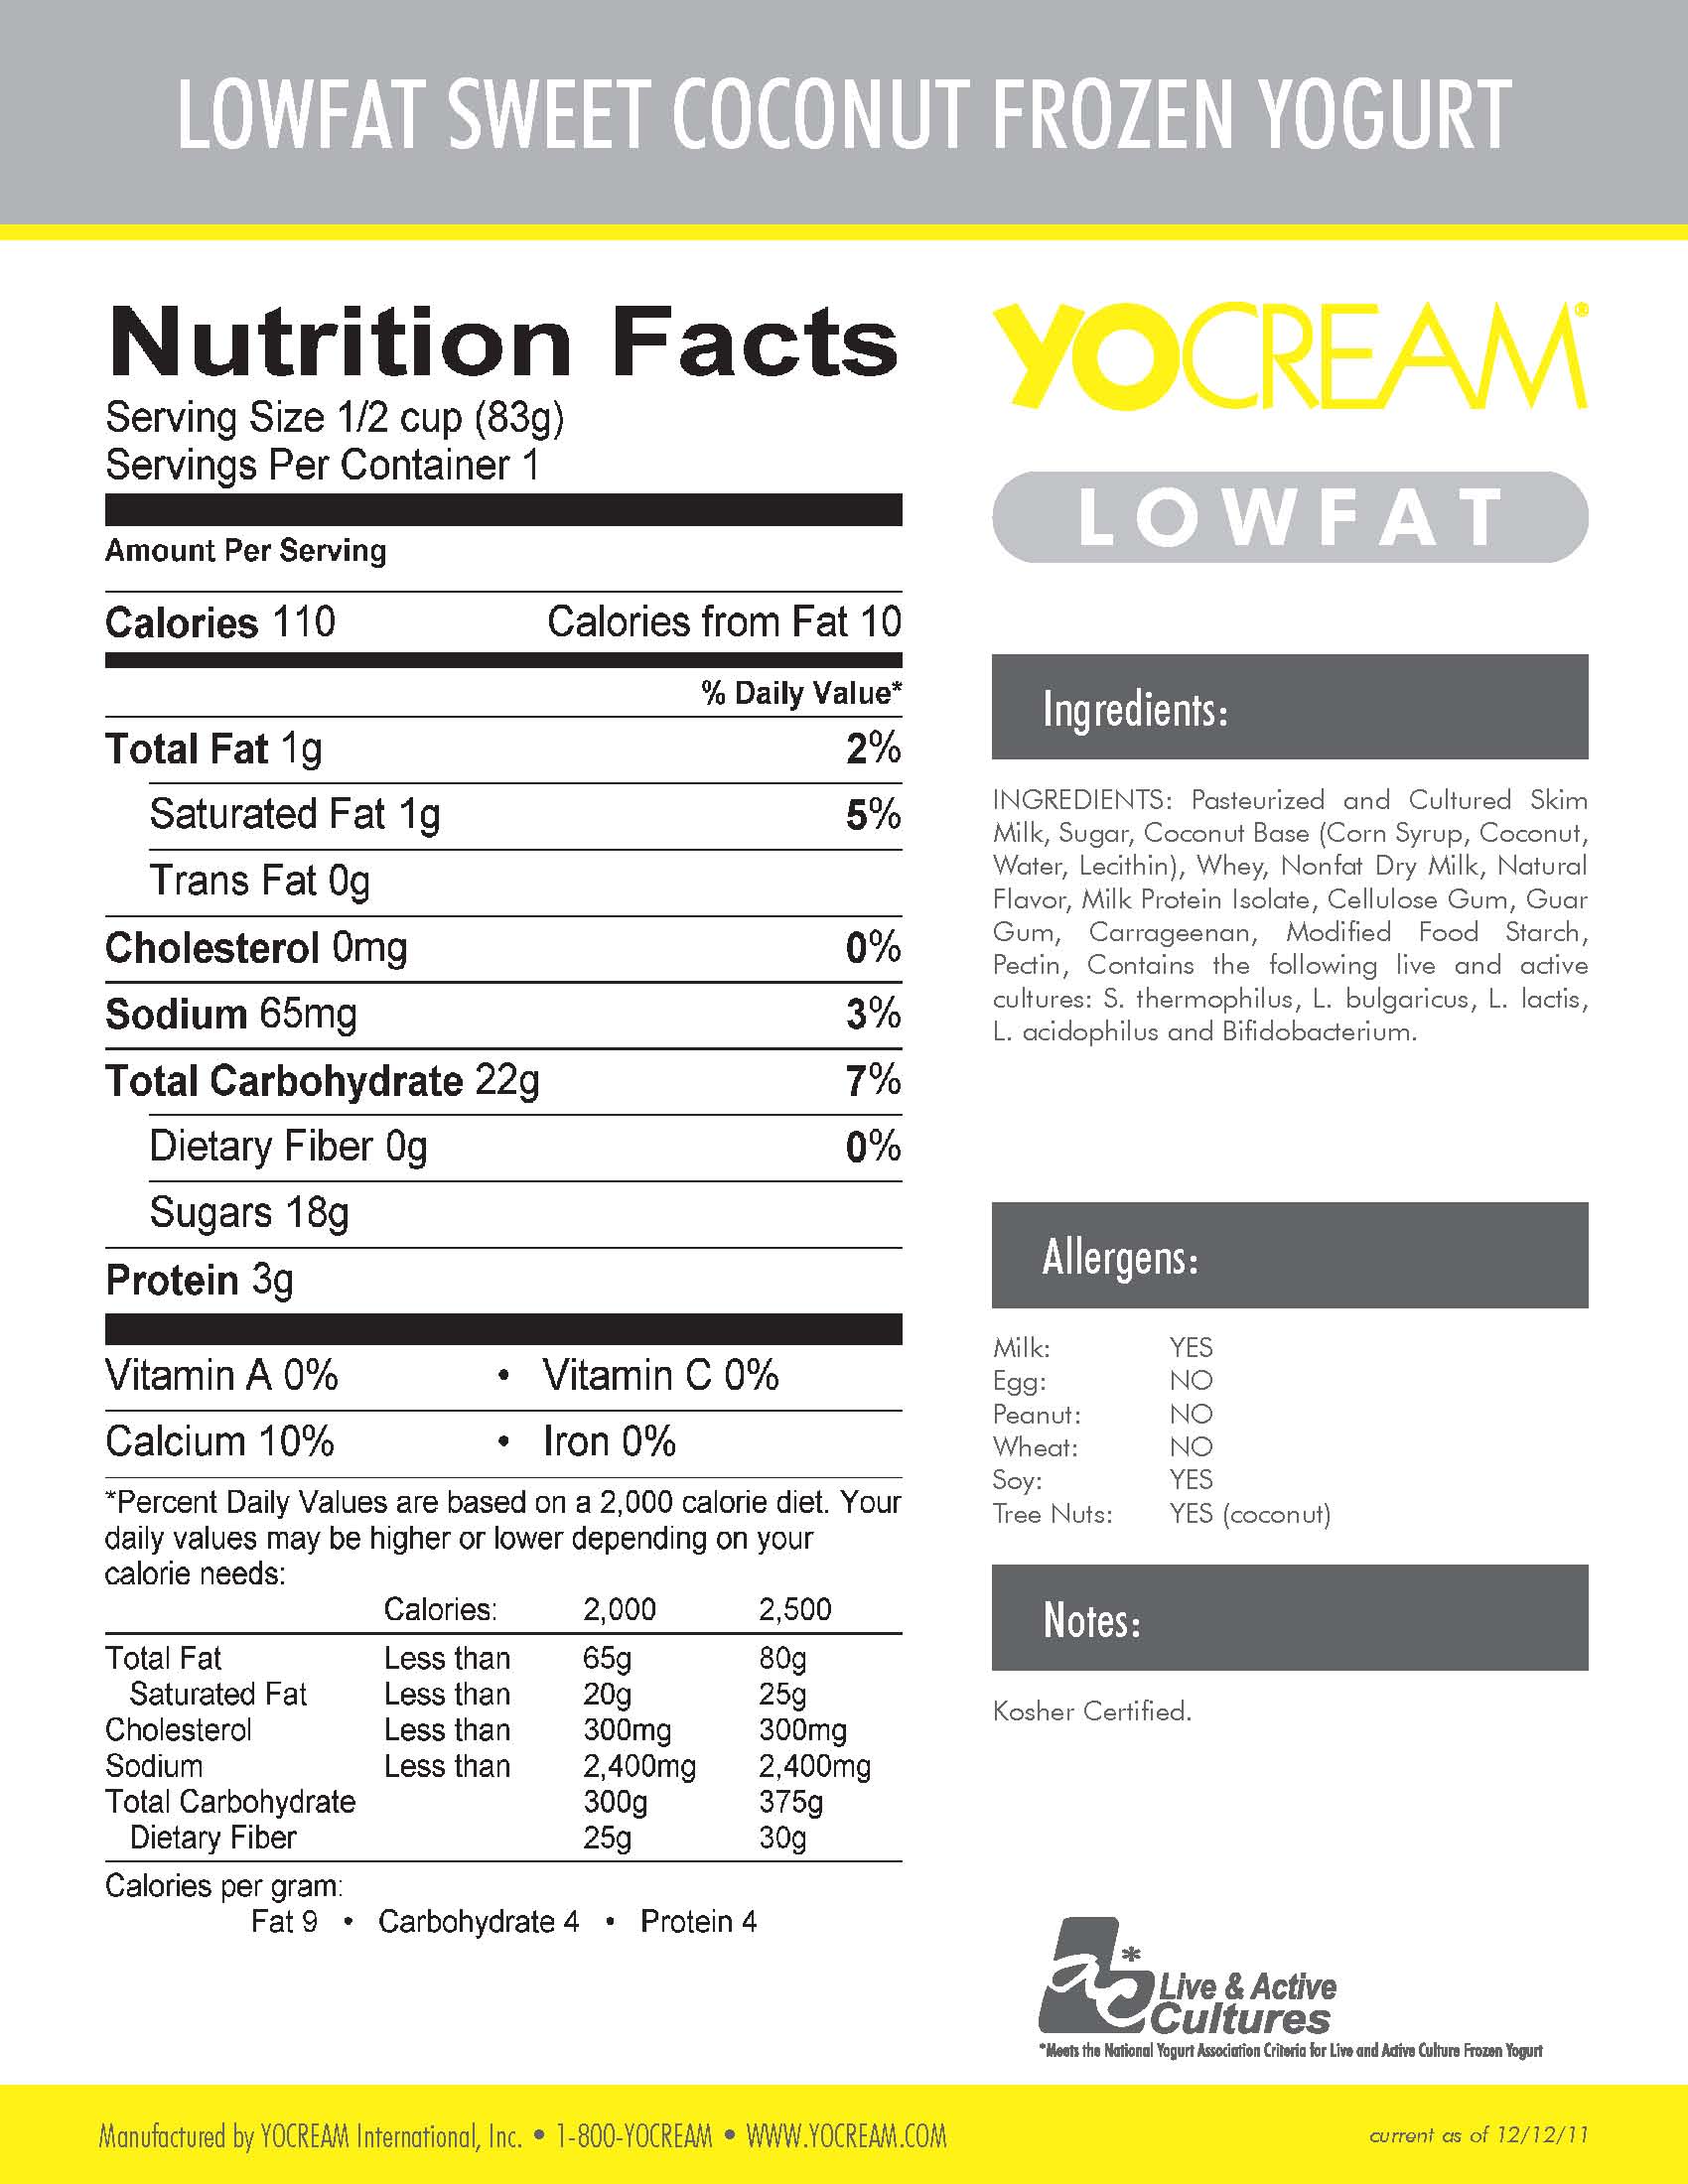 LOWFAT SWEET COCONUT FROZEN YOGURT
Nutrition Facts
Serving Size 1/2 cup (83g)
Servings Per Container 1
Amount Per Serving
Calories 110 Calories from Fat 10
% Daily Value*
Total Fat 1g 2%
Saturated Fat 1g 5%
Trans Fat 0g
Cholesterol 0mg 0%
Sodium 65mg 3%
Total Carbohydrate 22g 7%
Dietary Fiber 0g 0%
Sugars 18g
Protein 3g
Vitamin A 0% • Vitamin C 0%
Calcium 10% • Iron 0%
*Percent Daily Values are based on a 2,000 calorie diet. Your
daily values may be higher or lower depending on your
calorie needs:
Calories: 2,000 2,500
Total Fat Less than 65g 80g
Saturated Fat Less than 20g 25g
Cholesterol Less than 300mg 300mg
Sodium Less than 2,400mg 2,400mg
Total Carbohydrate 300g 375g
Dietary Fiber 25g 30g
Calories per gram:
Fat 9 • Carbohydrate 4 • Protein 4
YOCREAM®
LOWFAT
Ingredients:
INGREDIENTS: Pasteurized and Cultured Skim
Milk, Sugar, Coconut Base (Corn Syrup, Coconut,
Water, Lecithin), Whey, Nonfat Dry Milk, Natural
Flavor, Milk Protein Isolate, Cellulose Gum, Guar
Gum, Carrageenan, Modified Food Starch,
Pectin, Contains the following live and active
cultures: S. thermophilus, L. bulgaricus, L. lactis,
L. acidophilus and Bifidobacterium.
Allergens:
Milk: YES
Egg: NO
Peanut: NO
Wheat: NO
Soy: YES
Tree Nuts: YES (coconut)
Notes:
Kosher Certified.
ac*
Live & Active
Cultures
*Meets the National Yogurt Association Criteria for Live and Active Culture Frozen Yogurt
Manufactured by YOCREAM International, Inc. • 1-800-YOCREAM • WWW.YOCREAM.COM
current as of 12/12/11